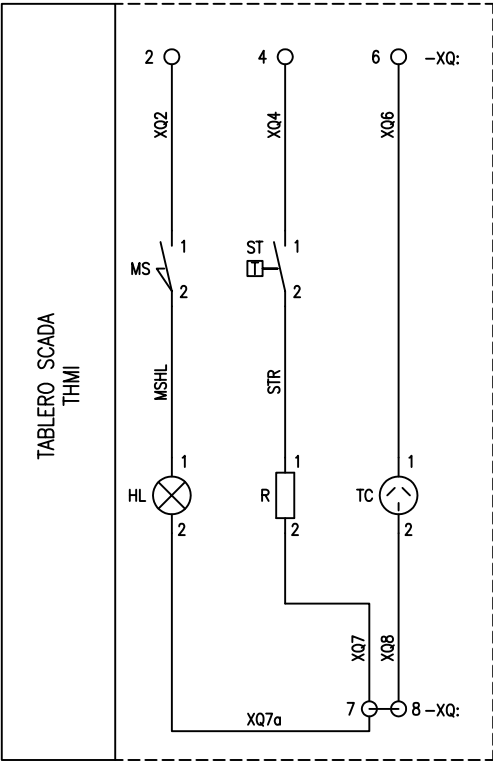 TABLERO SCADA
THMI
2 4 6 -XQ:
XQ2 XQ4 XQ6
1 ST 1
MS T
2 2
MSHL STR
1 1 1
HL R TC
2 2 2
XQ7 XQ8
7 8 -XQ:
XQ7a